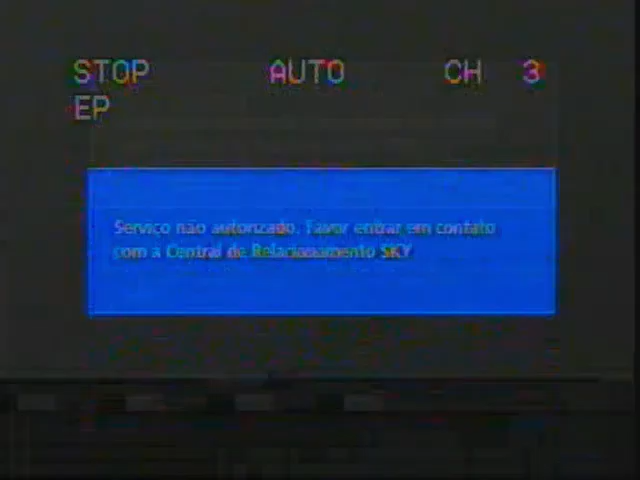 STOP AUTO CH 3
EP
Serviço não autorizado. Favor entrar em contato
com a Central de Relacionamento SKY